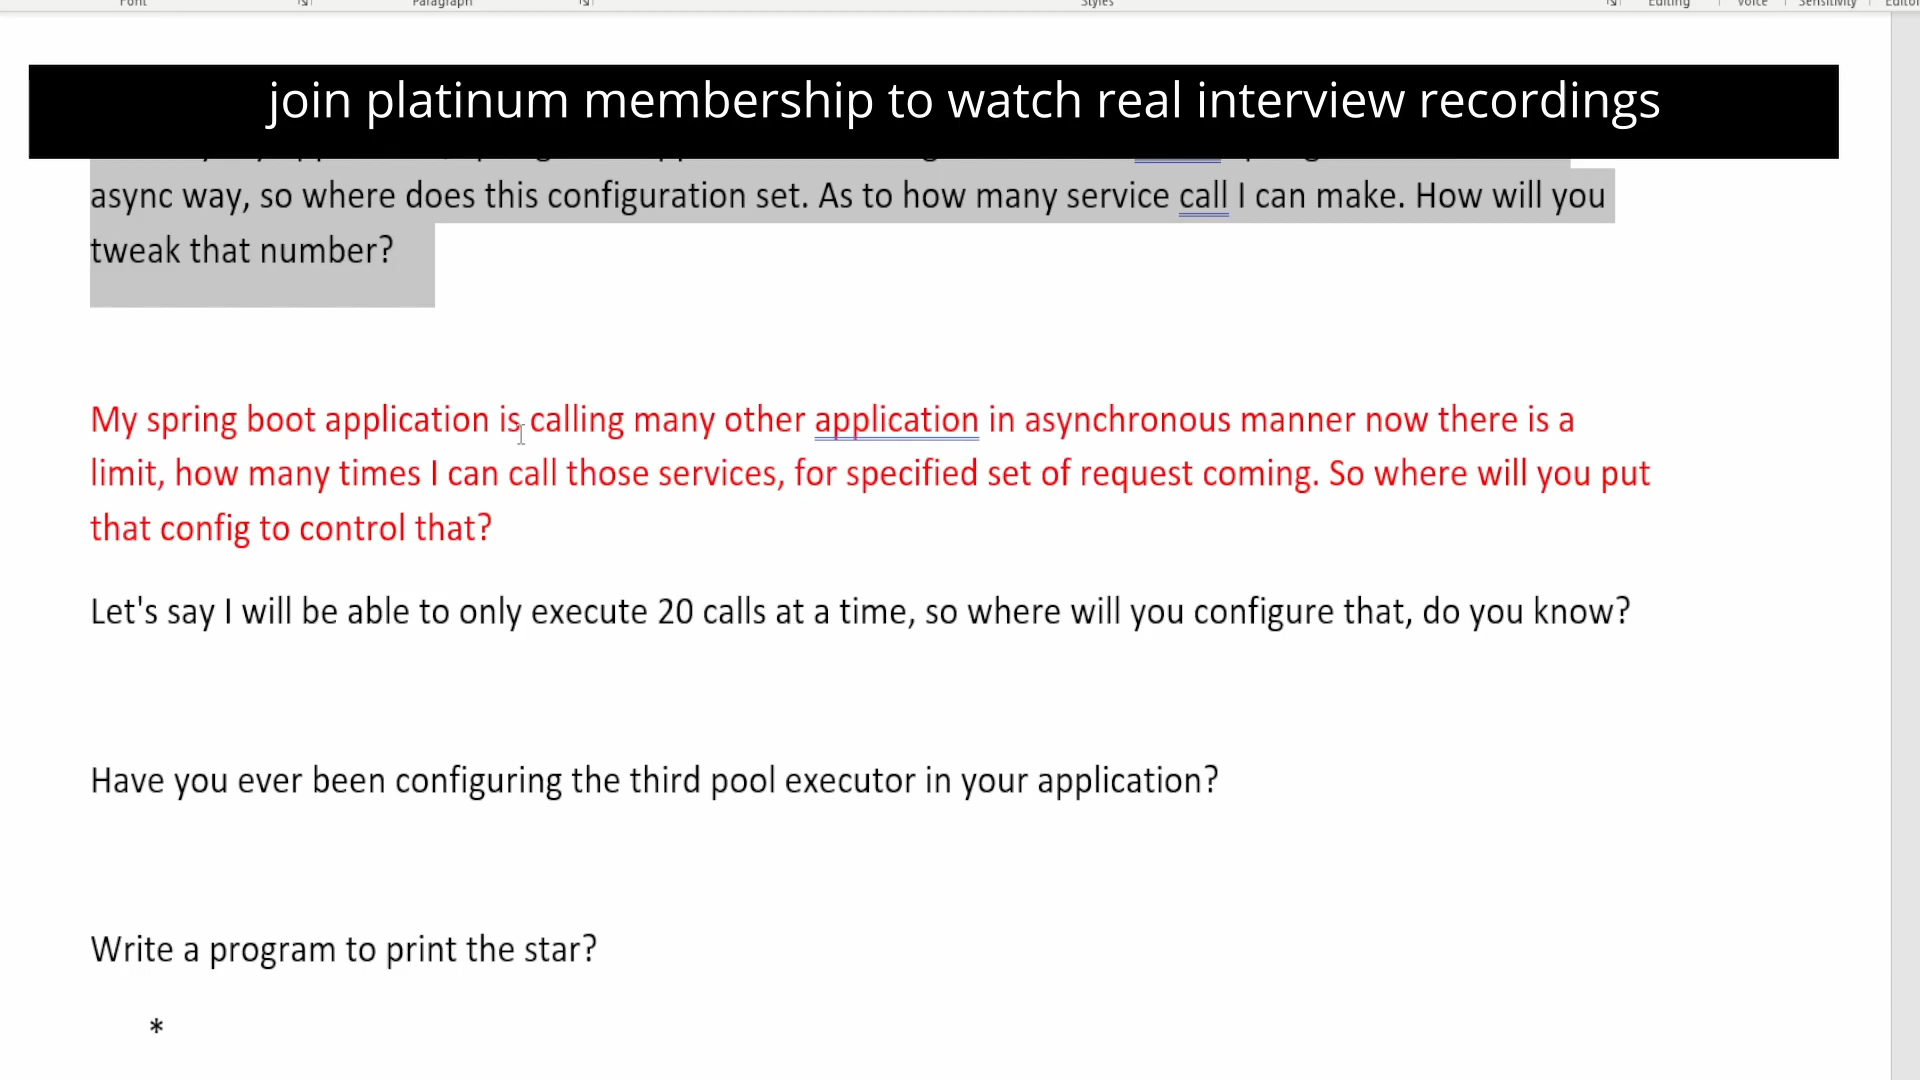 Font Paragraph Styles Editing Voice Sensitivity Editor
join platinum membership to watch real interview recordings
async way, so where does this configuration set. As to how many service call I can make. How will you
tweak that number?
My spring boot application is calling many other application in asynchronous manner now there is a
limit, how many times I can call those services, for specified set of request coming. So where will you put
that config to control that?
Let's say I will be able to only execute 20 calls at a time, so where will you configure that, do you know?
Have you ever been configuring the third pool executor in your application?
Write a program to print the star?
*